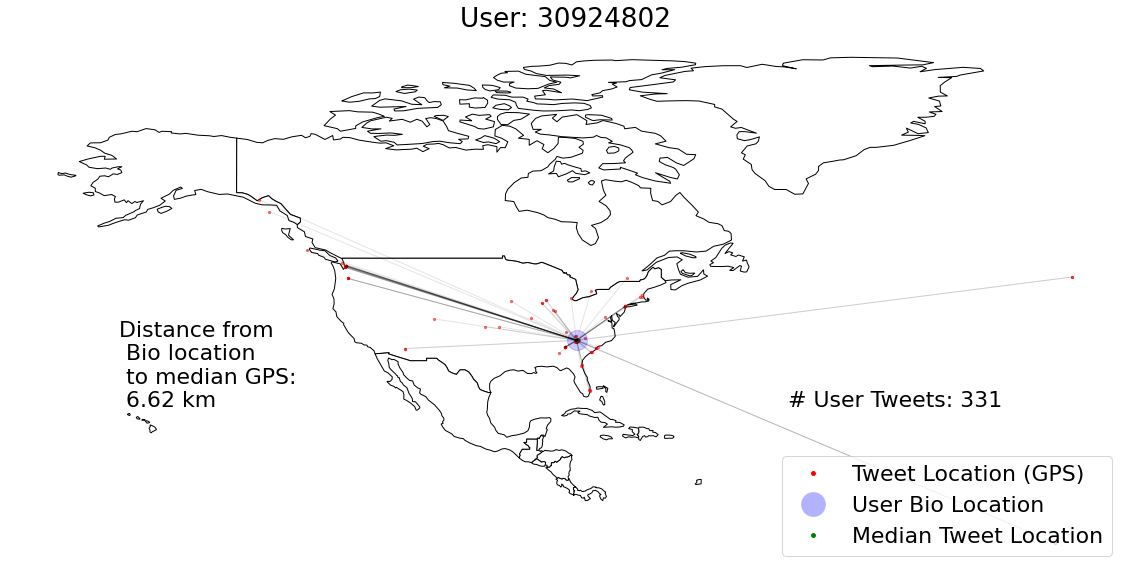 User: 30924802
Distance from
Bio location
to median GPS:
6.62 km
# User Tweets: 331
Tweet Location (GPS)
User Bio Location
Median Tweet Location